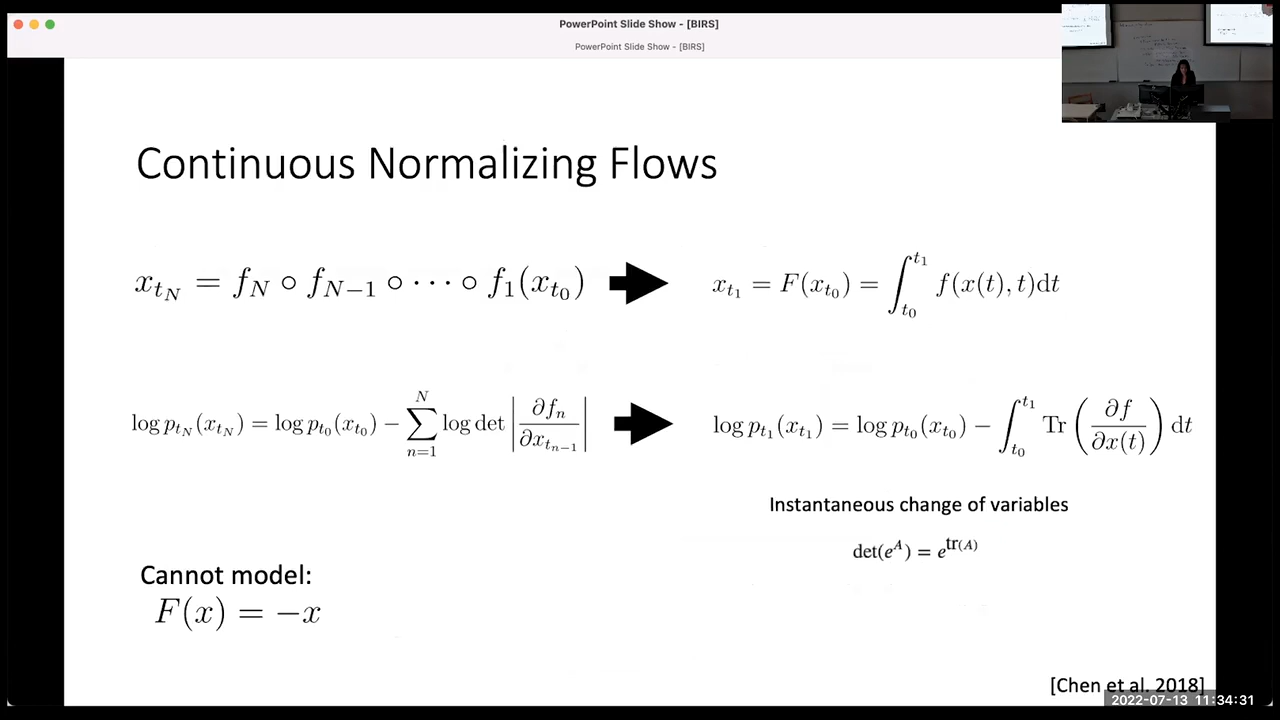 PowerPoint Slide Show - [BIRS]
PowerPoint Slide Show - [BIRS]
Continuous Normalizing Flows
x_{t_N} = f_N ∘ f_{N−1} ∘ ⋯ ∘ f_1(x_{t_0})
x_{t_1} = F(x_{t_0}) = ∫_{t_0}^{t_1} f(x(t), t)dt
log p_{t_N}(x_{t_N}) = log p_{t_0}(x_{t_0}) − ∑_{n=1}^{N} log det |∂f_n/∂x_{t_{n−1}}|
log p_{t_1}(x_{t_1}) = log p_{t_0}(x_{t_0}) − ∫_{t_0}^{t_1} Tr (∂f/∂x(t)) dt
Instantaneous change of variables
det(e^A) = e^{tr(A)}
Cannot model:
F(x) = −x
[Chen et al. 2018]
2022-07-13 11:34:31